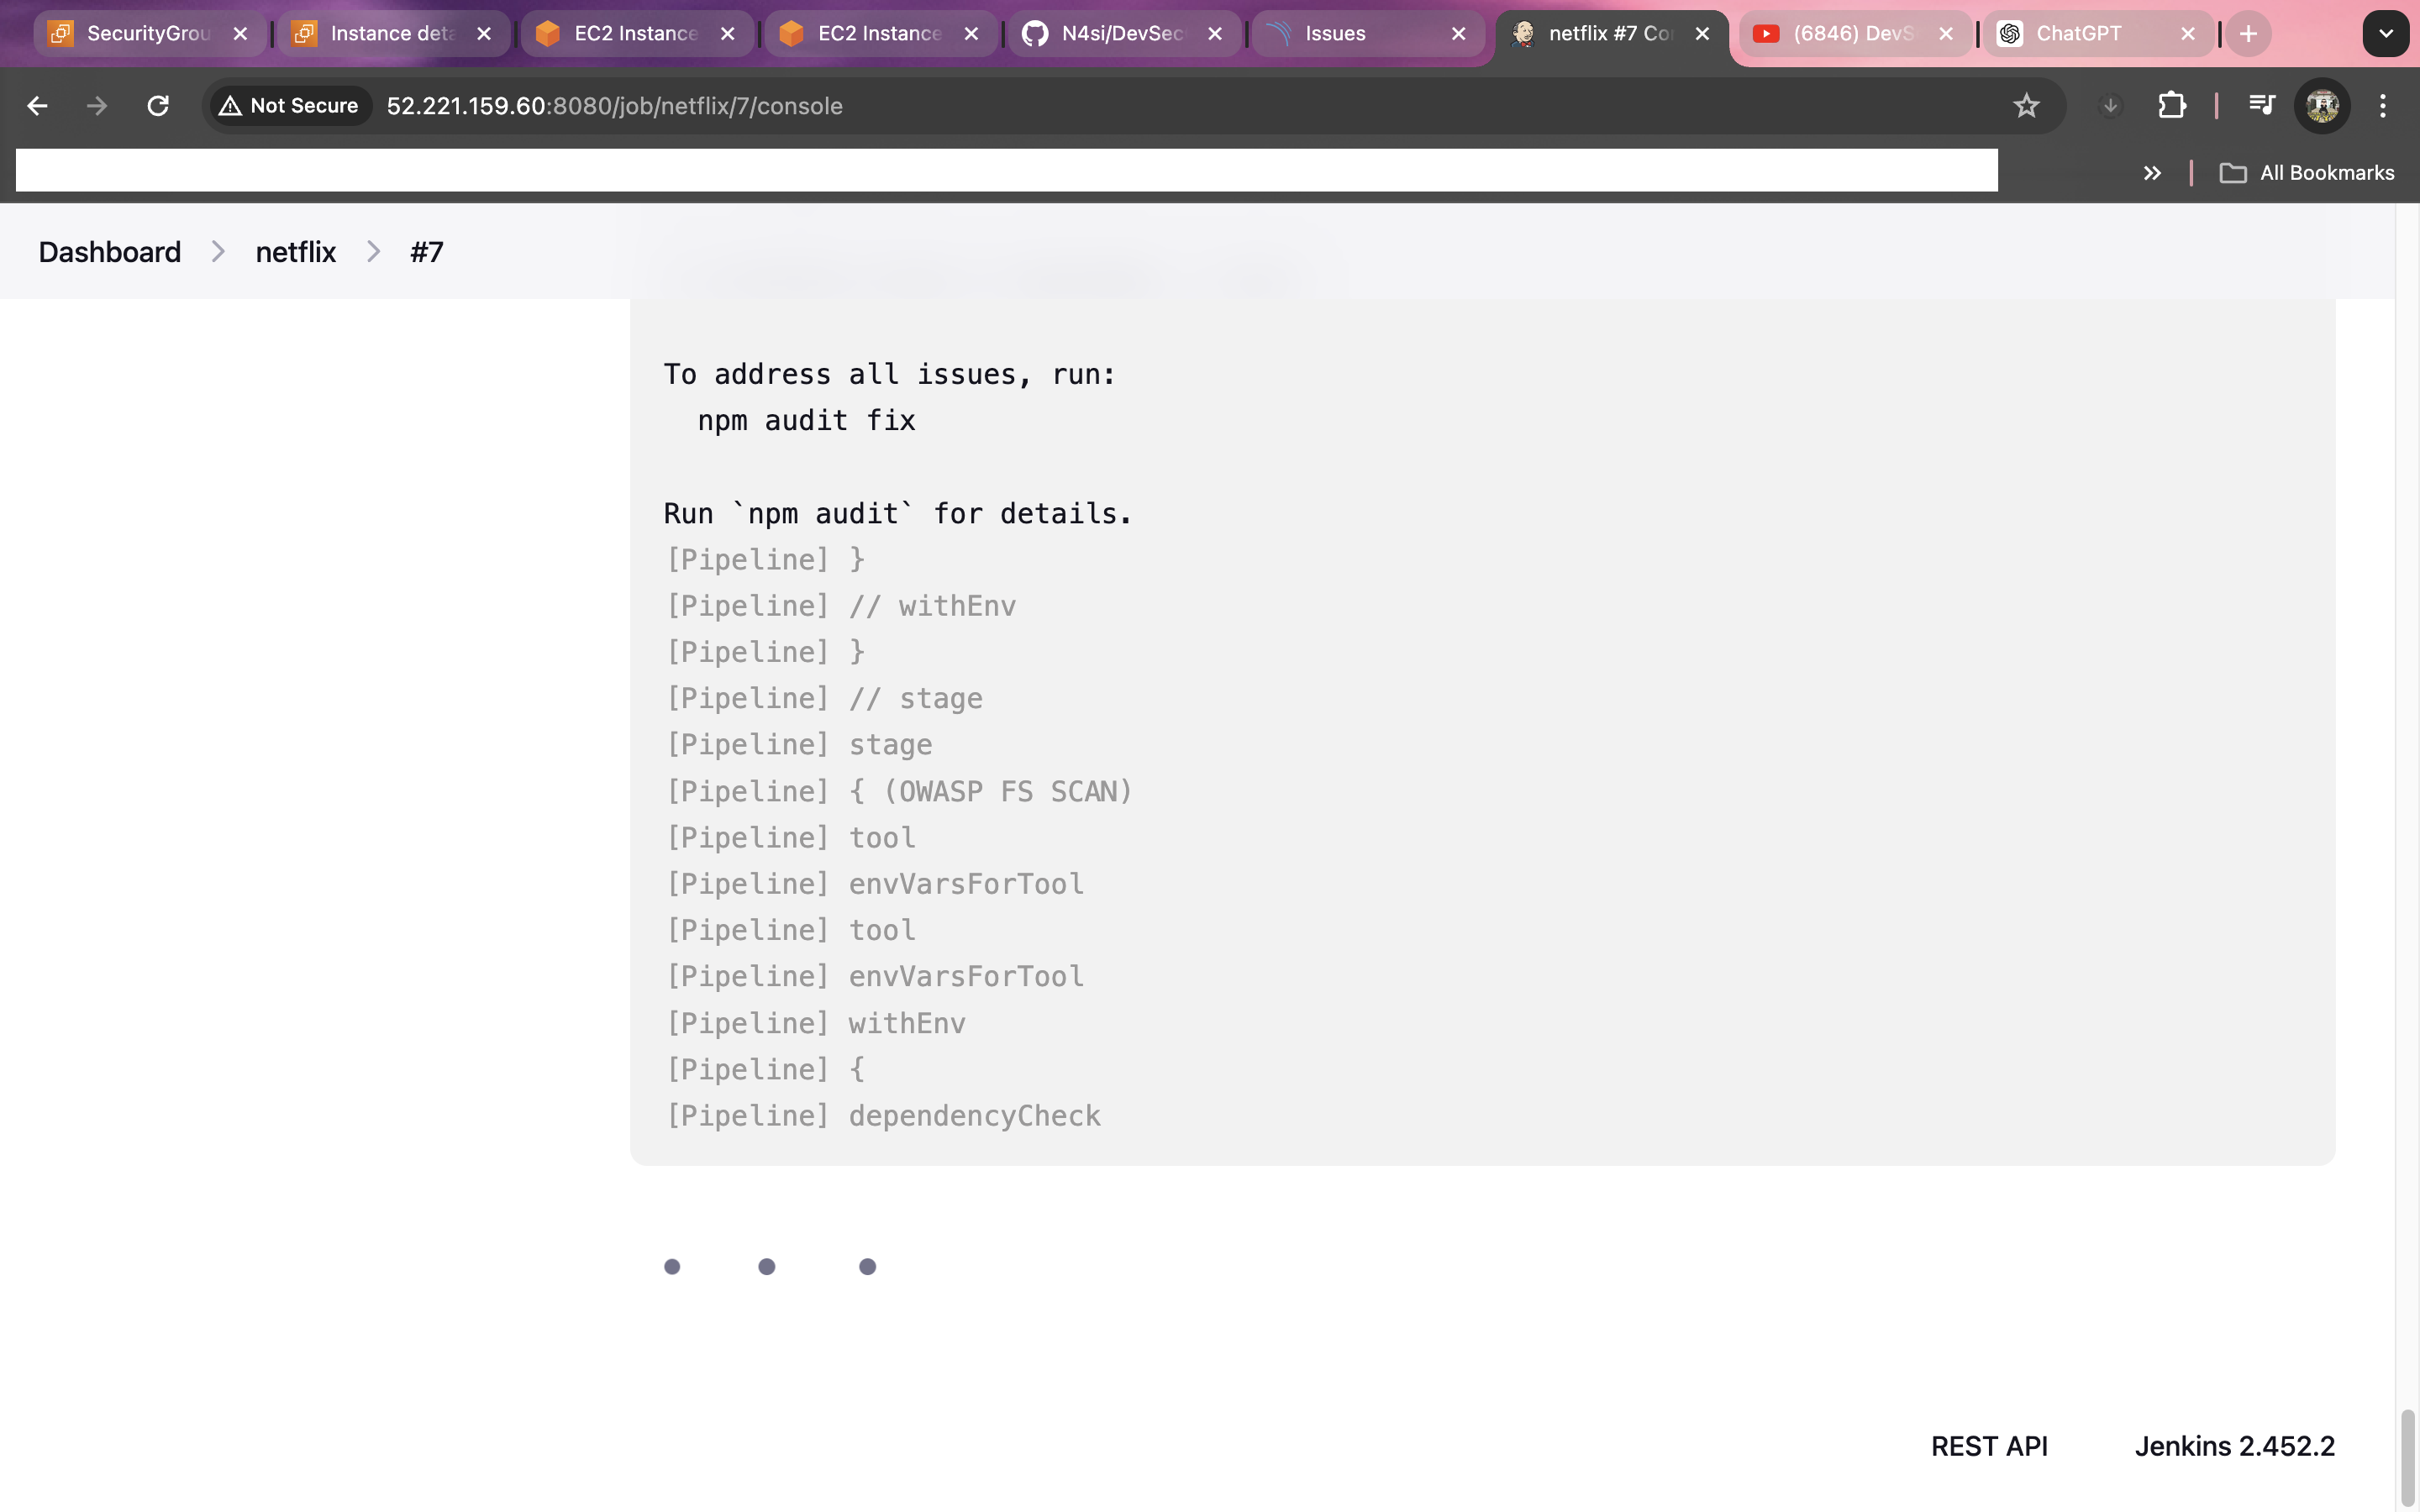 SecurityGrou
Instance deta
EC2 Instance
EC2 Instance
N4si/DevSec
Issues
netflix #7 Co
(6846) DevS
ChatGPT
Not Secure
52.221.159.60:8080/job/netflix/7/console
All Bookmarks
Dashboard > netflix > #7
To address all issues, run:
npm audit fix
Run `npm audit` for details.
[Pipeline] }
[Pipeline] // withEnv
[Pipeline] }
[Pipeline] // stage
[Pipeline] stage
[Pipeline] { (OWASP FS SCAN)
[Pipeline] tool
[Pipeline] envVarsForTool
[Pipeline] tool
[Pipeline] envVarsForTool
[Pipeline] withEnv
[Pipeline] {
[Pipeline] dependencyCheck
REST API
Jenkins 2.452.2